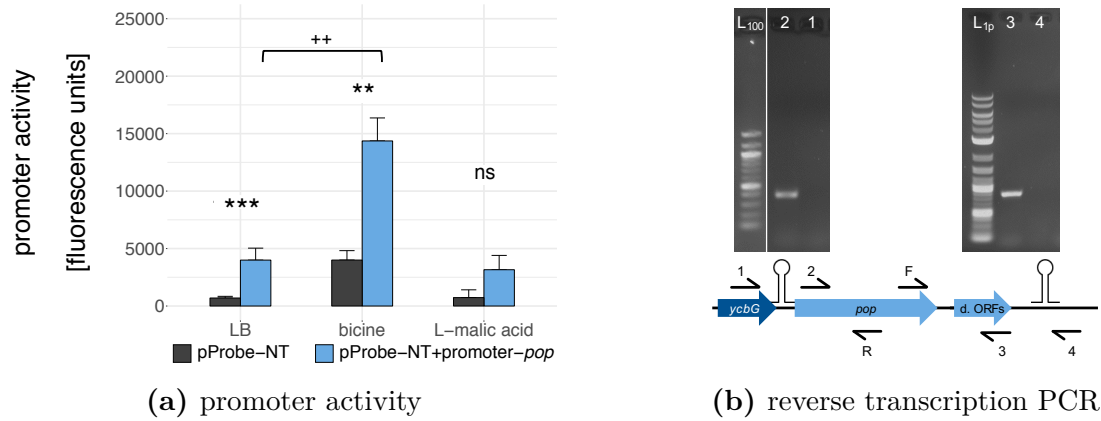 promoter activity
[fluorescence units]
25000
20000
15000
10000
5000
0
++
***
**
ns
LB
bicine
L−malic acid
pProbe−NT
pProbe−NT+promoter−pop
(a) promoter activity
L100 2 1
L1p 3 4
1 2 F
ycbG pop d. ORFs
R 3 4
(b) reverse transcription PCR